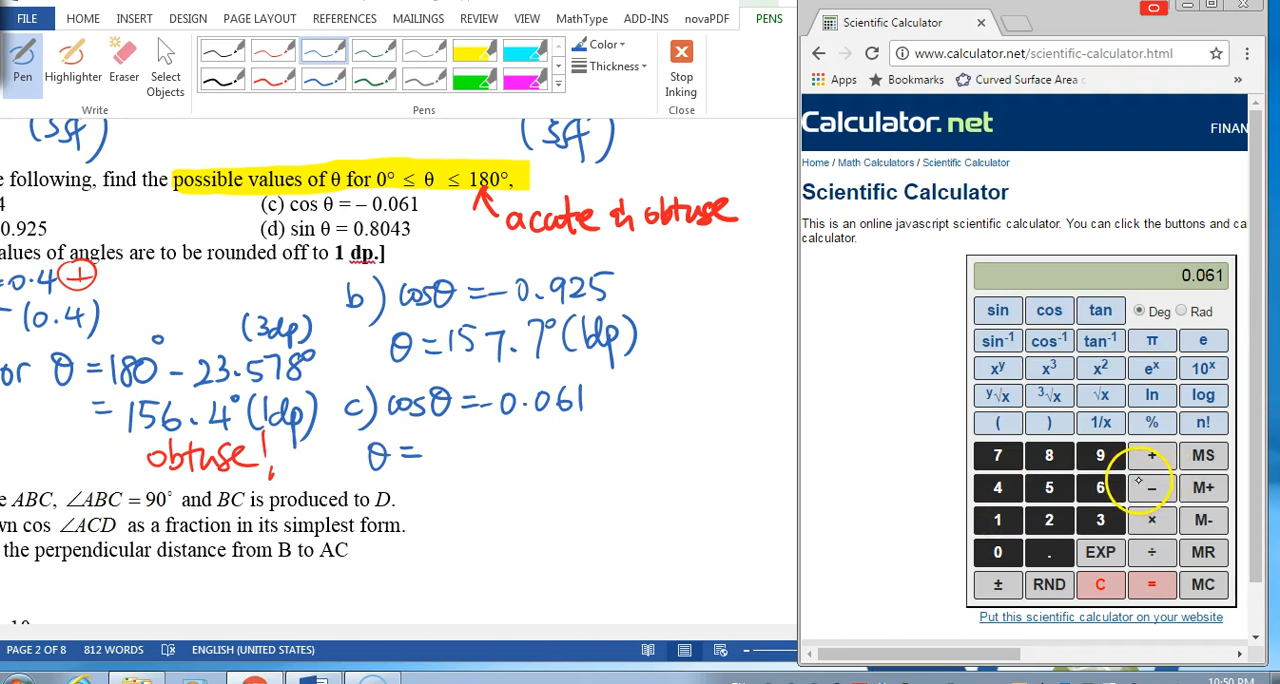 FILE HOME INSERT DESIGN PAGE LAYOUT REFERENCES MAILINGS REVIEW VIEW MathType ADD-INS novaPDF PENS
Pen Highlighter Eraser Select Objects
Color
Thickness
Stop Inking
Write Pens Close
e following, find the possible values of θ for 0° ≤ θ ≤ 180°,
4 (c) cos θ = – 0.061
0.925 (d) sin θ = 0.8043
alues of angles are to be rounded off to 1 dp.]
acute & obtuse
=0.4 +
(0.4)
(3dp)
or θ = 180° - 23.578°
= 156.4° (1dp)
obtuse!
b) cosθ = -0.925
θ = 157.7° (1dp)
c) cosθ = -0.061
θ =
e ABC, ∠ABC = 90° and BC is produced to D.
wn cos ∠ACD as a fraction in its simplest form.
the perpendicular distance from B to AC
PAGE 2 OF 8 812 WORDS ENGLISH (UNITED STATES)
Scientific Calculator
www.calculator.net/scientific-calculator.html
Apps Bookmarks Curved Surface Area
Calculator.net
FINAN
Home / Math Calculators / Scientific Calculator
Scientific Calculator
This is an online javascript scientific calculator. You can click the buttons and ca
calculator.
0.061
sin cos tan Deg Rad
sin⁻¹ cos⁻¹ tan⁻¹ π e
xʸ x³ x² eˣ 10ˣ
ʸ√x ³√x √x ln log
( ) 1/x % n!
7 8 9 + MS
4 5 6 – M+
1 2 3 × M-
0 . EXP ÷ MR
± RND C = MC
Put this scientific calculator on your website
10:50 PM